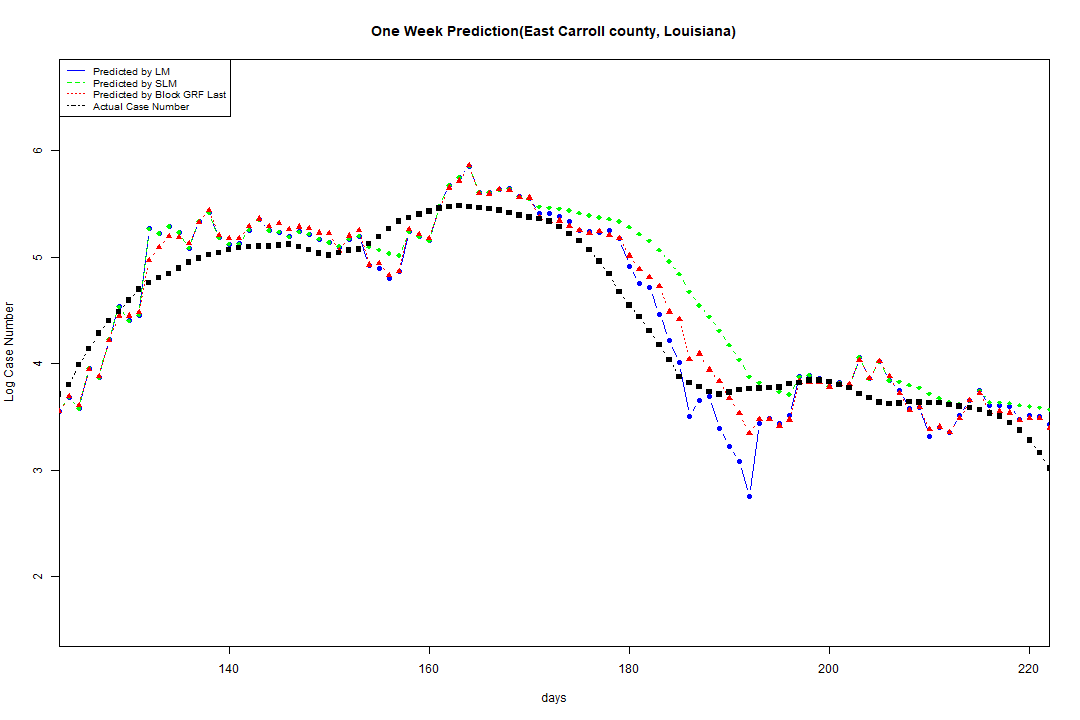 One Week Prediction(East Carroll county, Louisiana)
Predicted by LM
Predicted by SLM
Predicted by Block GRF Last
Actual Case Number
6
5
4
3
2
Log Case Number
140 160 180 200 220
days